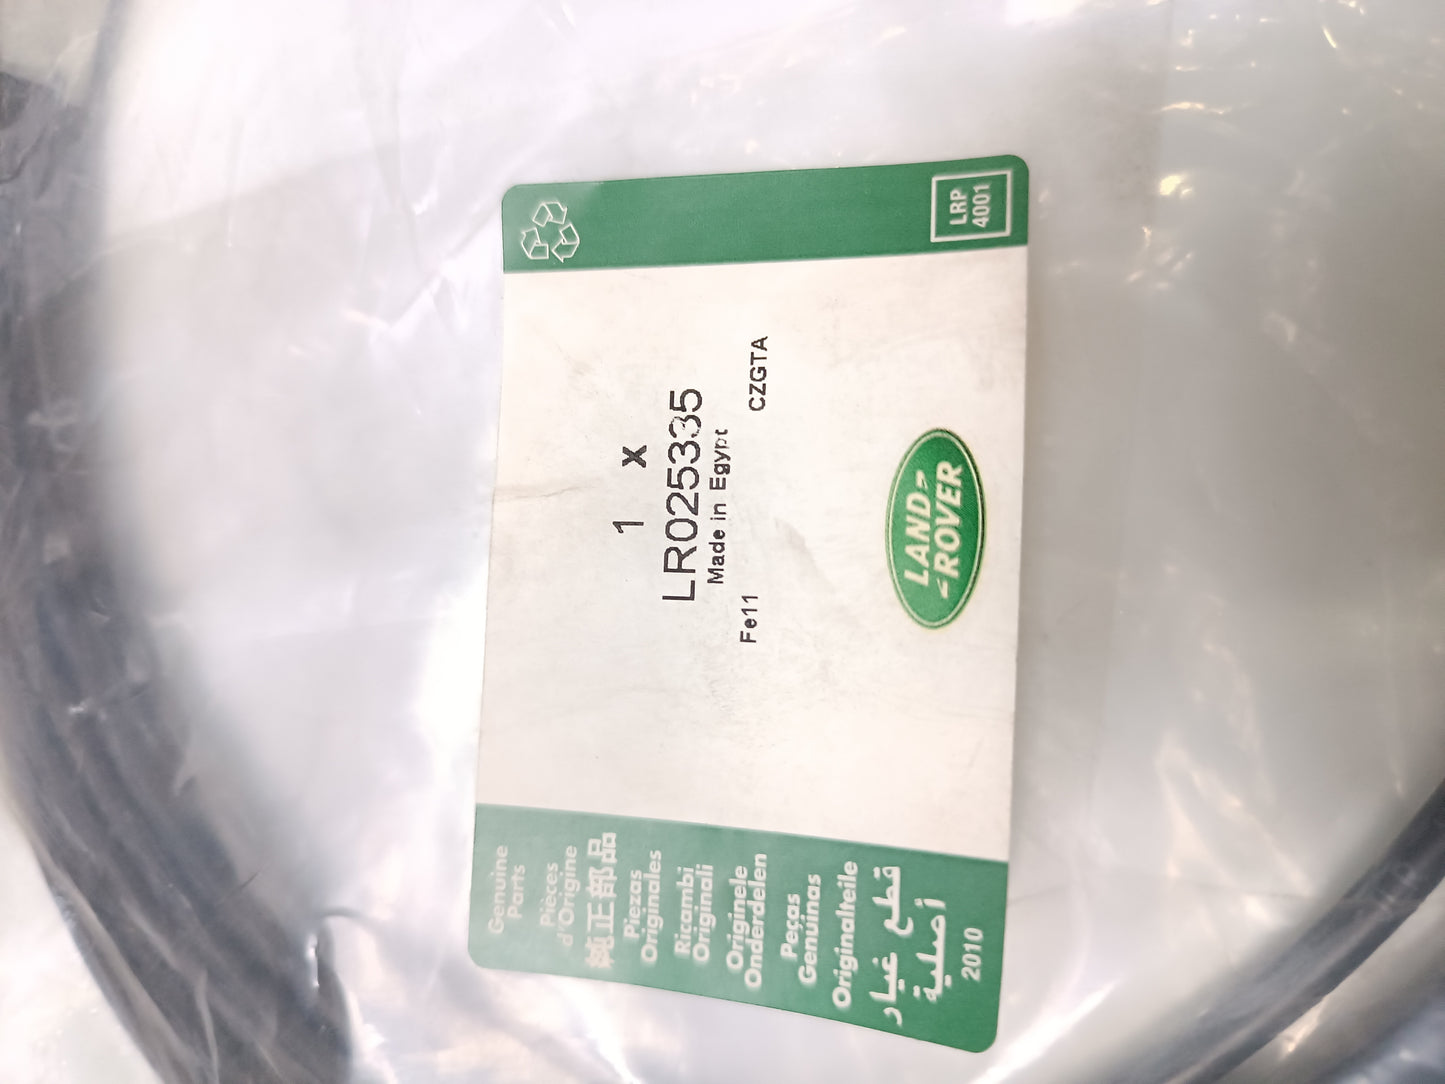 Genuine
Parts
Pièces
d'Origine
純正部品
Piezas
Originales
Ricambi
Originali
Originele
Onderdelen
Peças
Genuinas
Originalteile
قطع غيار
أصلية
2010
1 X
LR025335
Made in Egypt
Fe11 CZGTA
LAND
ROVER
LRP
4001